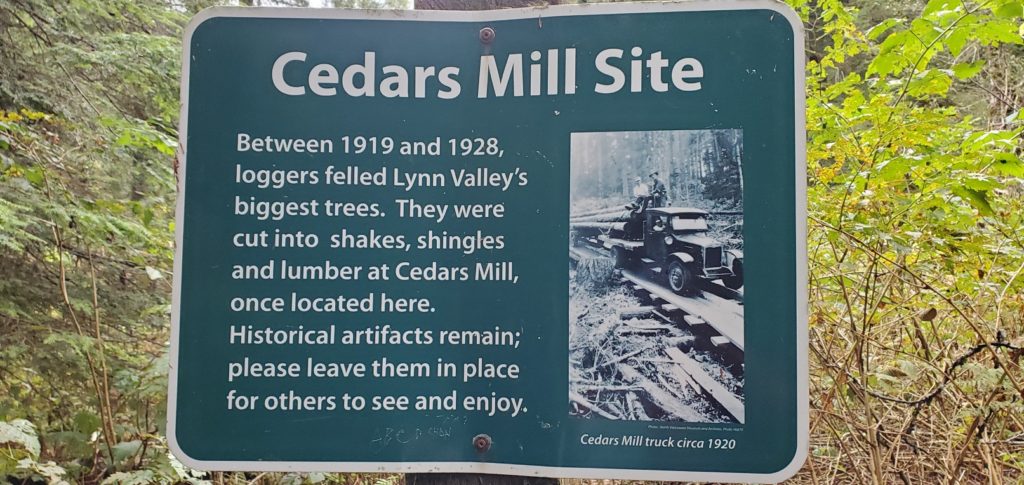 Cedars Mill Site
Between 1919 and 1928,
loggers felled Lynn Valley's
biggest trees. They were
cut into shakes, shingles
and lumber at Cedars Mill,
once located here.
Historical artifacts remain;
please leave them in place
for others to see and enjoy.
Cedars Mill truck circa 1920